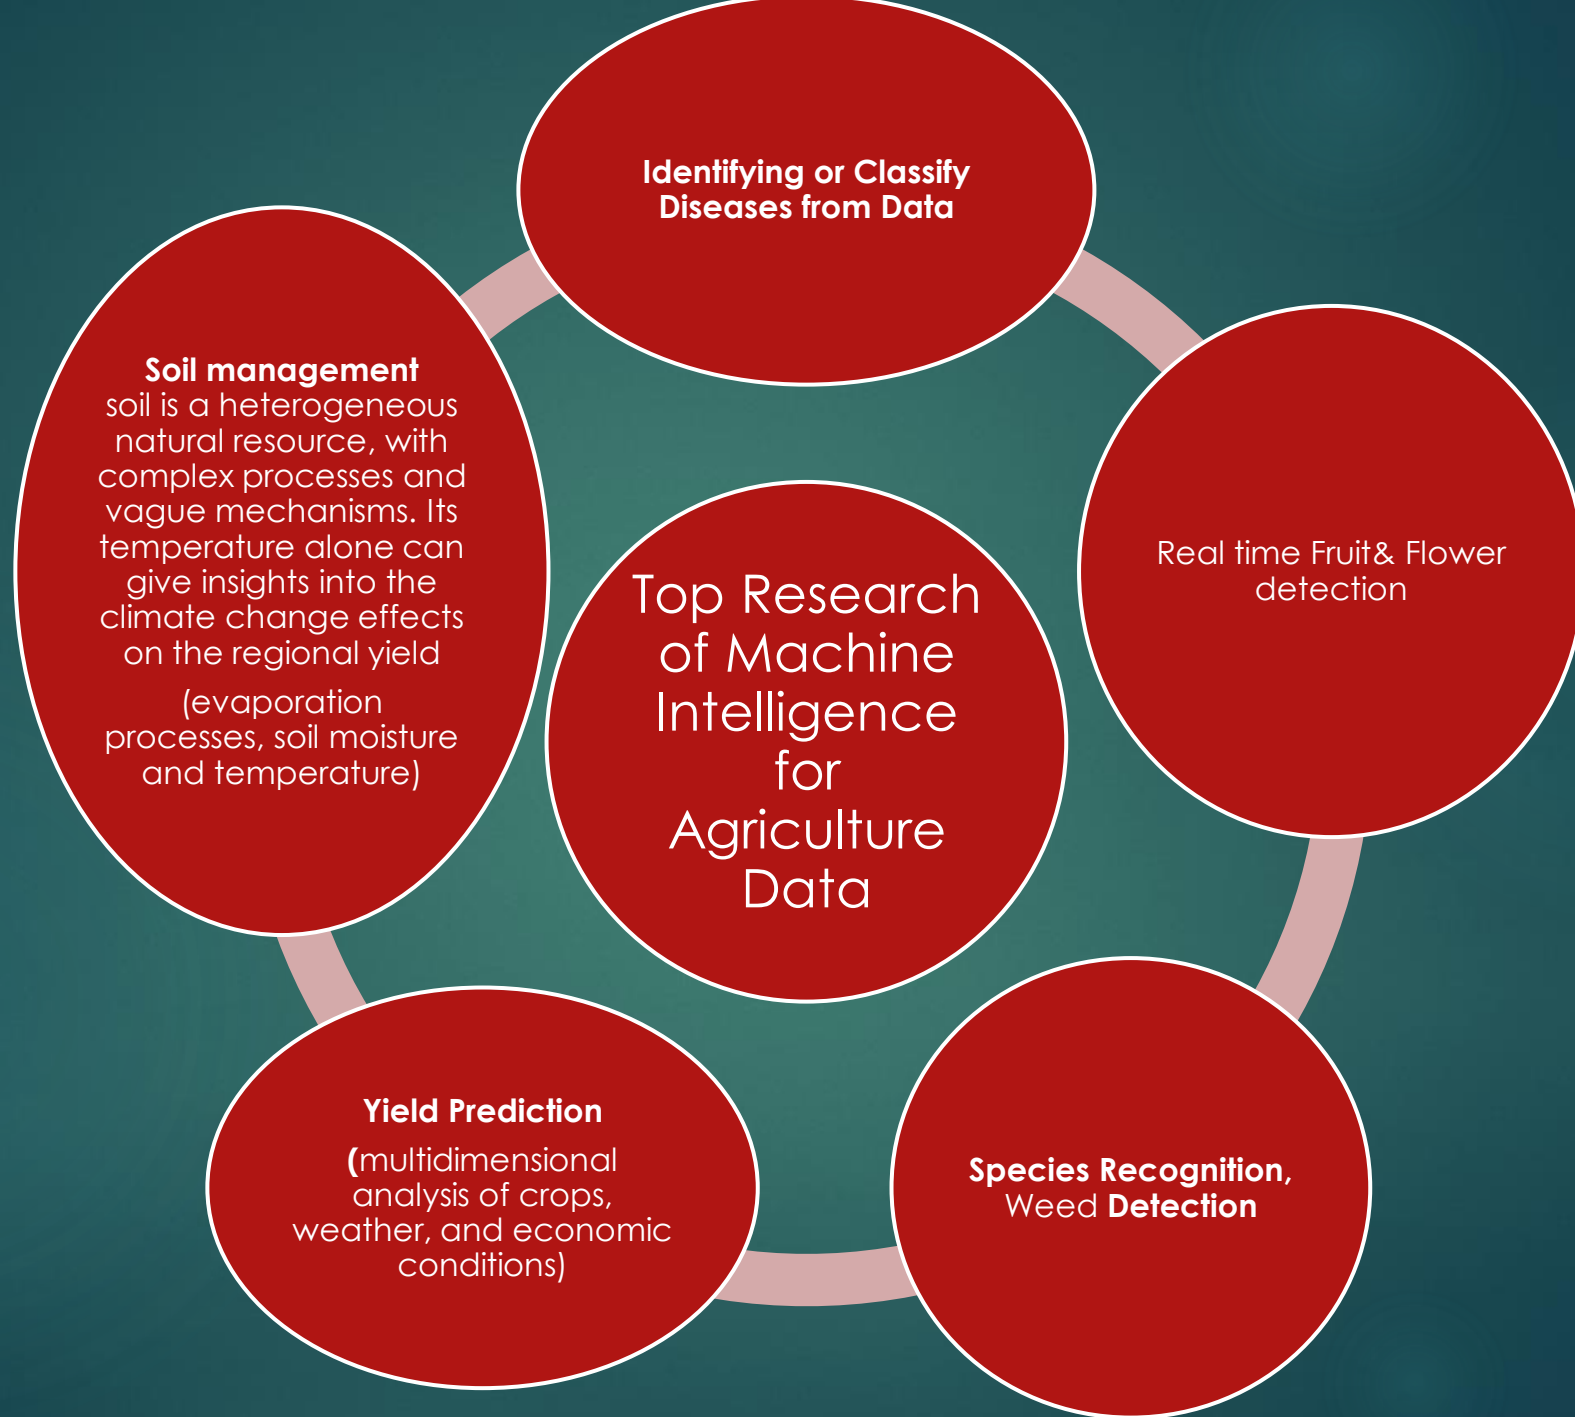 Identifying or Classify
Diseases from Data
Real time Fruit& Flower
detection
Species Recognition,
Weed Detection
Yield Prediction
(multidimensional
analysis of crops,
weather, and economic
conditions)
Soil management
soil is a heterogeneous
natural resource, with
complex processes and
vague mechanisms. Its
temperature alone can
give insights into the
climate change effects
on the regional yield
(evaporation
processes, soil moisture
and temperature)
Top Research
of Machine
Intelligence
for
Agriculture
Data